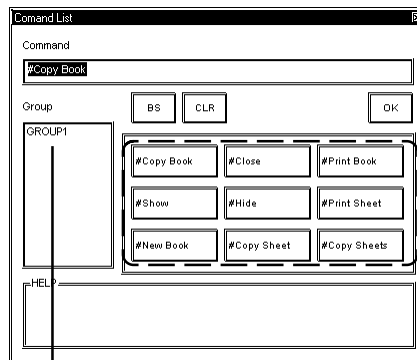 Comand List
Command
#Copy Book
Group
BS CLR OK
GROUP1
#Copy Book #Close #Print Book
#Show #Hide #Print Sheet
#New Book #Copy Sheet #Copy Sheets
HELP